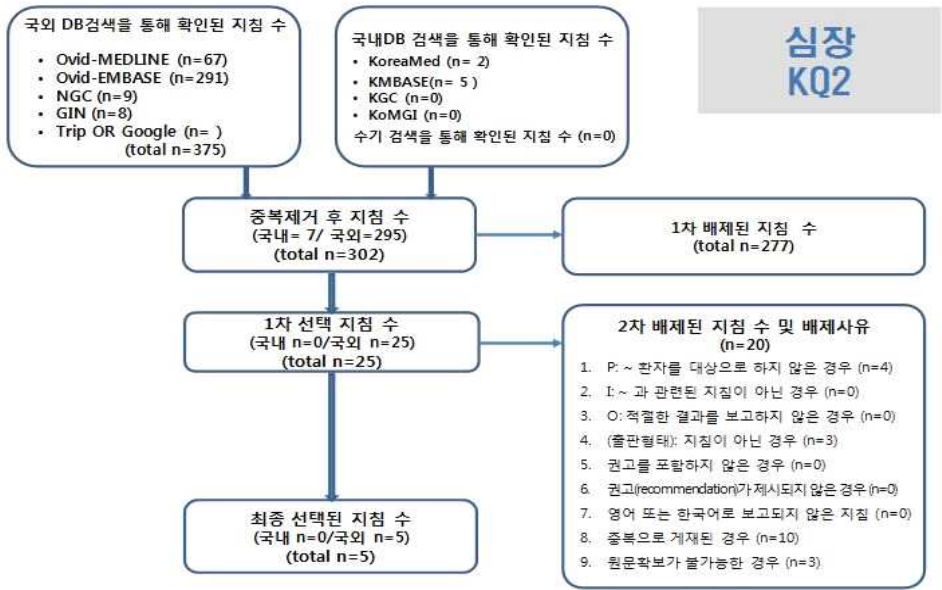 국외 DB검색을 통해 확인된 지침 수
• Ovid-MEDLINE (n=67)
• Ovid-EMBASE (n=291)
• NGC (n=9)
• GIN (n=8)
• Trip OR Google (n= )
(total n=375)
국내DB 검색을 통해 확인된 지침 수
• KoreaMed (n= 2)
• KMBASE(n= 5 )
• KGC (n=0)
• KoMGI (n=0)
수기 검색을 통해 확인된 지침 수 (n=0)
심장
KQ2
중복제거 후 지침 수
(국내= 7/ 국외=295)
(total n=302)
1차 배제된 지침 수
(total n=277)
1차 선택 지침 수
(국내 n=0/국외 n=25)
(total n=25)
2차 배제된 지침 수 및 배제사유
(n=20)
1. P: ~ 환자를 대상으로 하지 않은 경우 (n=4)
2. I: ~ 과 관련된 지침이 아닌 경우 (n=0)
3. O: 적절한 결과를 보고하지 않은 경우 (n=0)
4. (출판형태): 지침이 아닌 경우 (n=3)
5. 권고를 포함하지 않은 경우 (n=0)
6. 권고(recommendation)가 제시되지 않은 경우 (n=0)
7. 영어 또는 한국어로 보고되지 않은 지침 (n=0)
8. 중복으로 게재된 경우 (n=10)
9. 원문확보가 불가능한 경우 (n=3)
최종 선택된 지침 수
(국내 n=0/국외 n=5)
(total n=5)